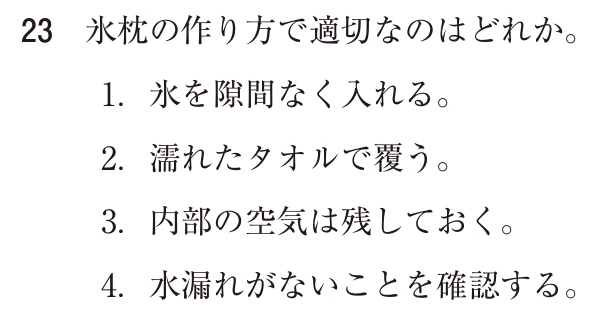 23 氷枕の作り方で適切なのはどれか。
1. 氷を隙間なく入れる。
2. 濡れたタオルで覆う。
3. 内部の空気は残しておく。
4. 水漏れがないことを確認する。